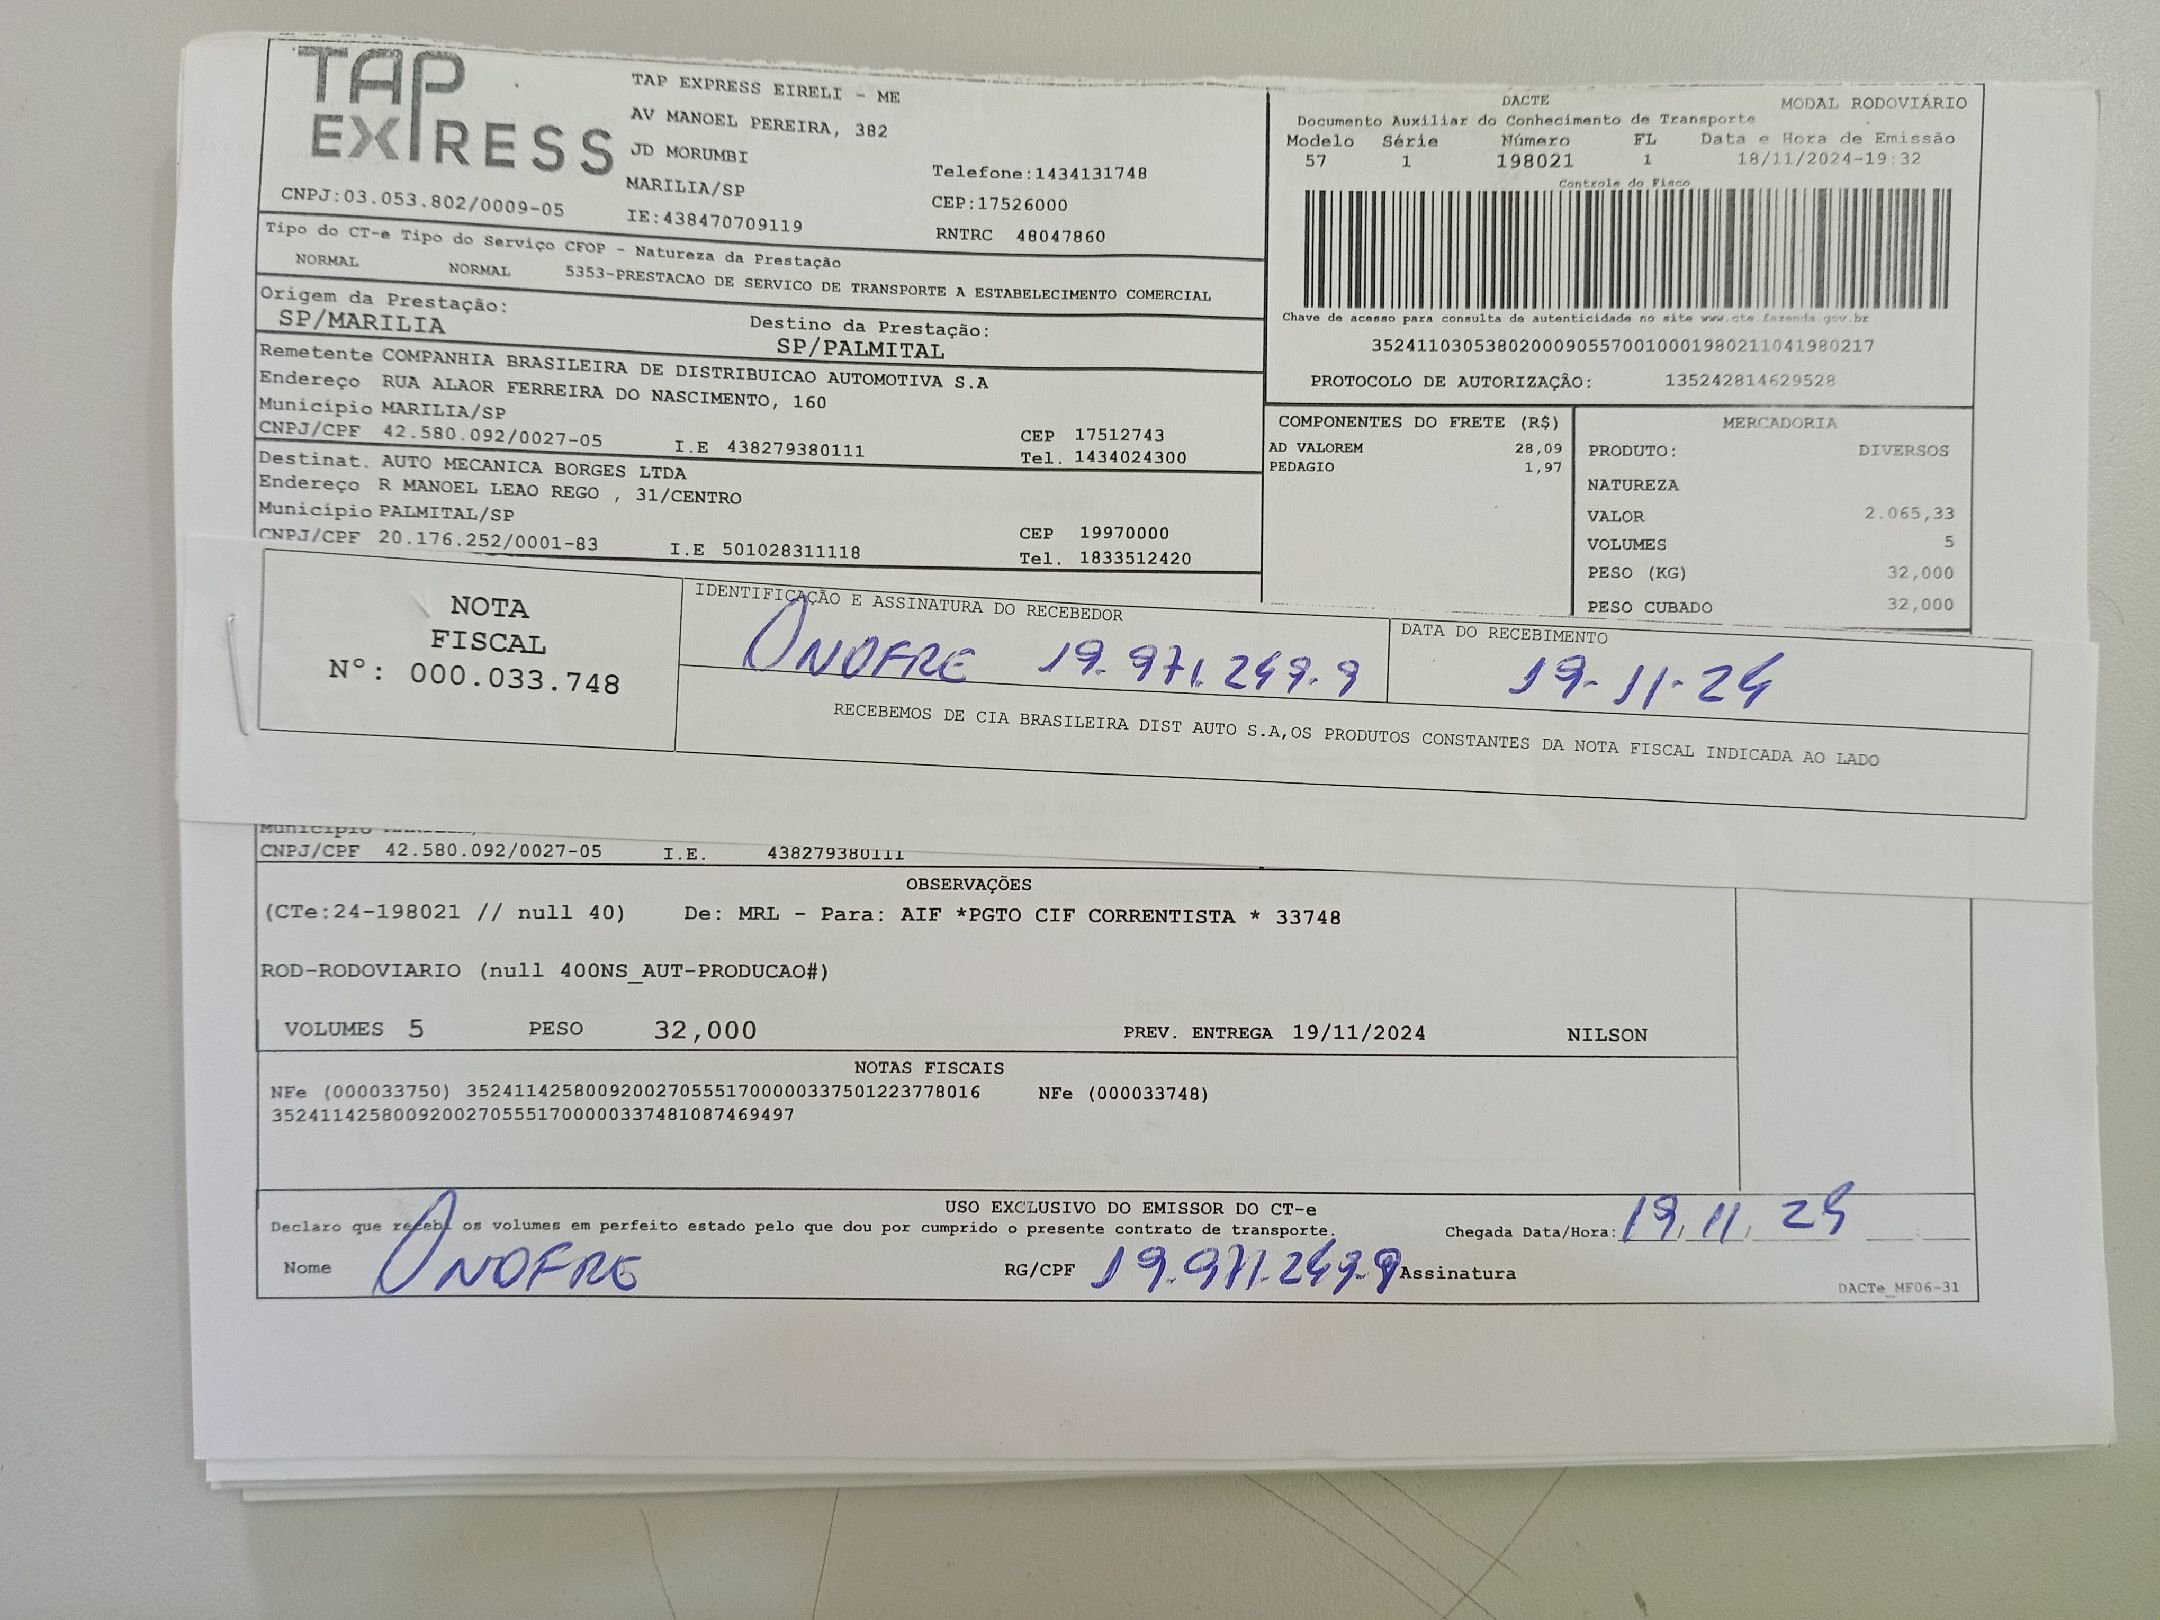 TAP
EXPRESS
CNPJ:03.053.802/0009-05
TAP EXPRESS EIRELI - ME
AV MANOEL PEREIRA, 382
JD MORUMBI
MARILIA/SP
IE:438470709119
Telefone:1434131748
CEP:17526000
RNTRC 48047860
DACTE MODAL RODOVIÁRIO
Documento Auxiliar do Conhecimento de Transporte
Modelo Série Número FL Data e Hora de Emissão
57 1 198021 1 18/11/2024-19:32
Controle do Fisco
Chave de acesso para consulta de autenticidade no site www.cte.fazenda.gov.br
35241103053802000905570010001980211041980217
PROTOCOLO DE AUTORIZAÇÃO: 135242814629528
Tipo do CT-e Tipo do Serviço CFOP - Natureza da Prestação
NORMAL NORMAL 5353-PRESTACAO DE SERVICO DE TRANSPORTE A ESTABELECIMENTO COMERCIAL
Origem da Prestação:
SP/MARILIA
Destino da Prestação:
SP/PALMITAL
Remetente COMPANHIA BRASILEIRA DE DISTRIBUICAO AUTOMOTIVA S.A
Endereço RUA ALAOR FERREIRA DO NASCIMENTO, 160
Município MARILIA/SP CEP 17512743
CNPJ/CPF 42.580.092/0027-05 I.E 438279380111 Tel. 1434024300
Destinat. AUTO MECANICA BORGES LTDA
Endereço R MANOEL LEAO REGO , 31/CENTRO
Município PALMITAL/SP CEP 19970000
CNPJ/CPF 20.176.252/0001-83 I.E 501028311118 Tel. 1833512420
COMPONENTES DO FRETE (R$)
AD VALOREM 28,09
PEDAGIO 1,97
MERCADORIA
PRODUTO: DIVERSOS
NATUREZA
VALOR 2.065,33
VOLUMES 5
PESO (KG) 32,000
PESO CUBADO 32,000
NOTA
FISCAL
N°: 000.033.748
IDENTIFICAÇÃO E ASSINATURA DO RECEBEDOR
ONOFRE 19.971.249.9
DATA DO RECEBIMENTO
19-11-24
RECEBEMOS DE CIA BRASILEIRA DIST AUTO S.A,OS PRODUTOS CONSTANTES DA NOTA FISCAL INDICADA AO LADO
Município
CNPJ/CPF 42.580.092/0027-05 I.E. 438279380111
OBSERVAÇÕES
(CTe:24-198021 // null 40) De: MRL - Para: AIF *PGTO CIF CORRENTISTA * 33748
ROD-RODOVIARIO (null 400NS_AUT-PRODUCAO#)
VOLUMES 5 PESO 32,000 PREV. ENTREGA 19/11/2024 NILSON
NOTAS FISCAIS
NFe (000033750) 35241142580092002705551700000337501223778016 NFe (000033748)
35241142580092002705551700000337481087469497
USO EXCLUSIVO DO EMISSOR DO CT-e
Declaro que recebi os volumes em perfeito estado pelo que dou por cumprido o presente contrato de transporte. Chegada Data/Hora: 19.11.24
Nome ONOFRE RG/CPF 19.971.249.9 Assinatura
DACTe_MF06-31